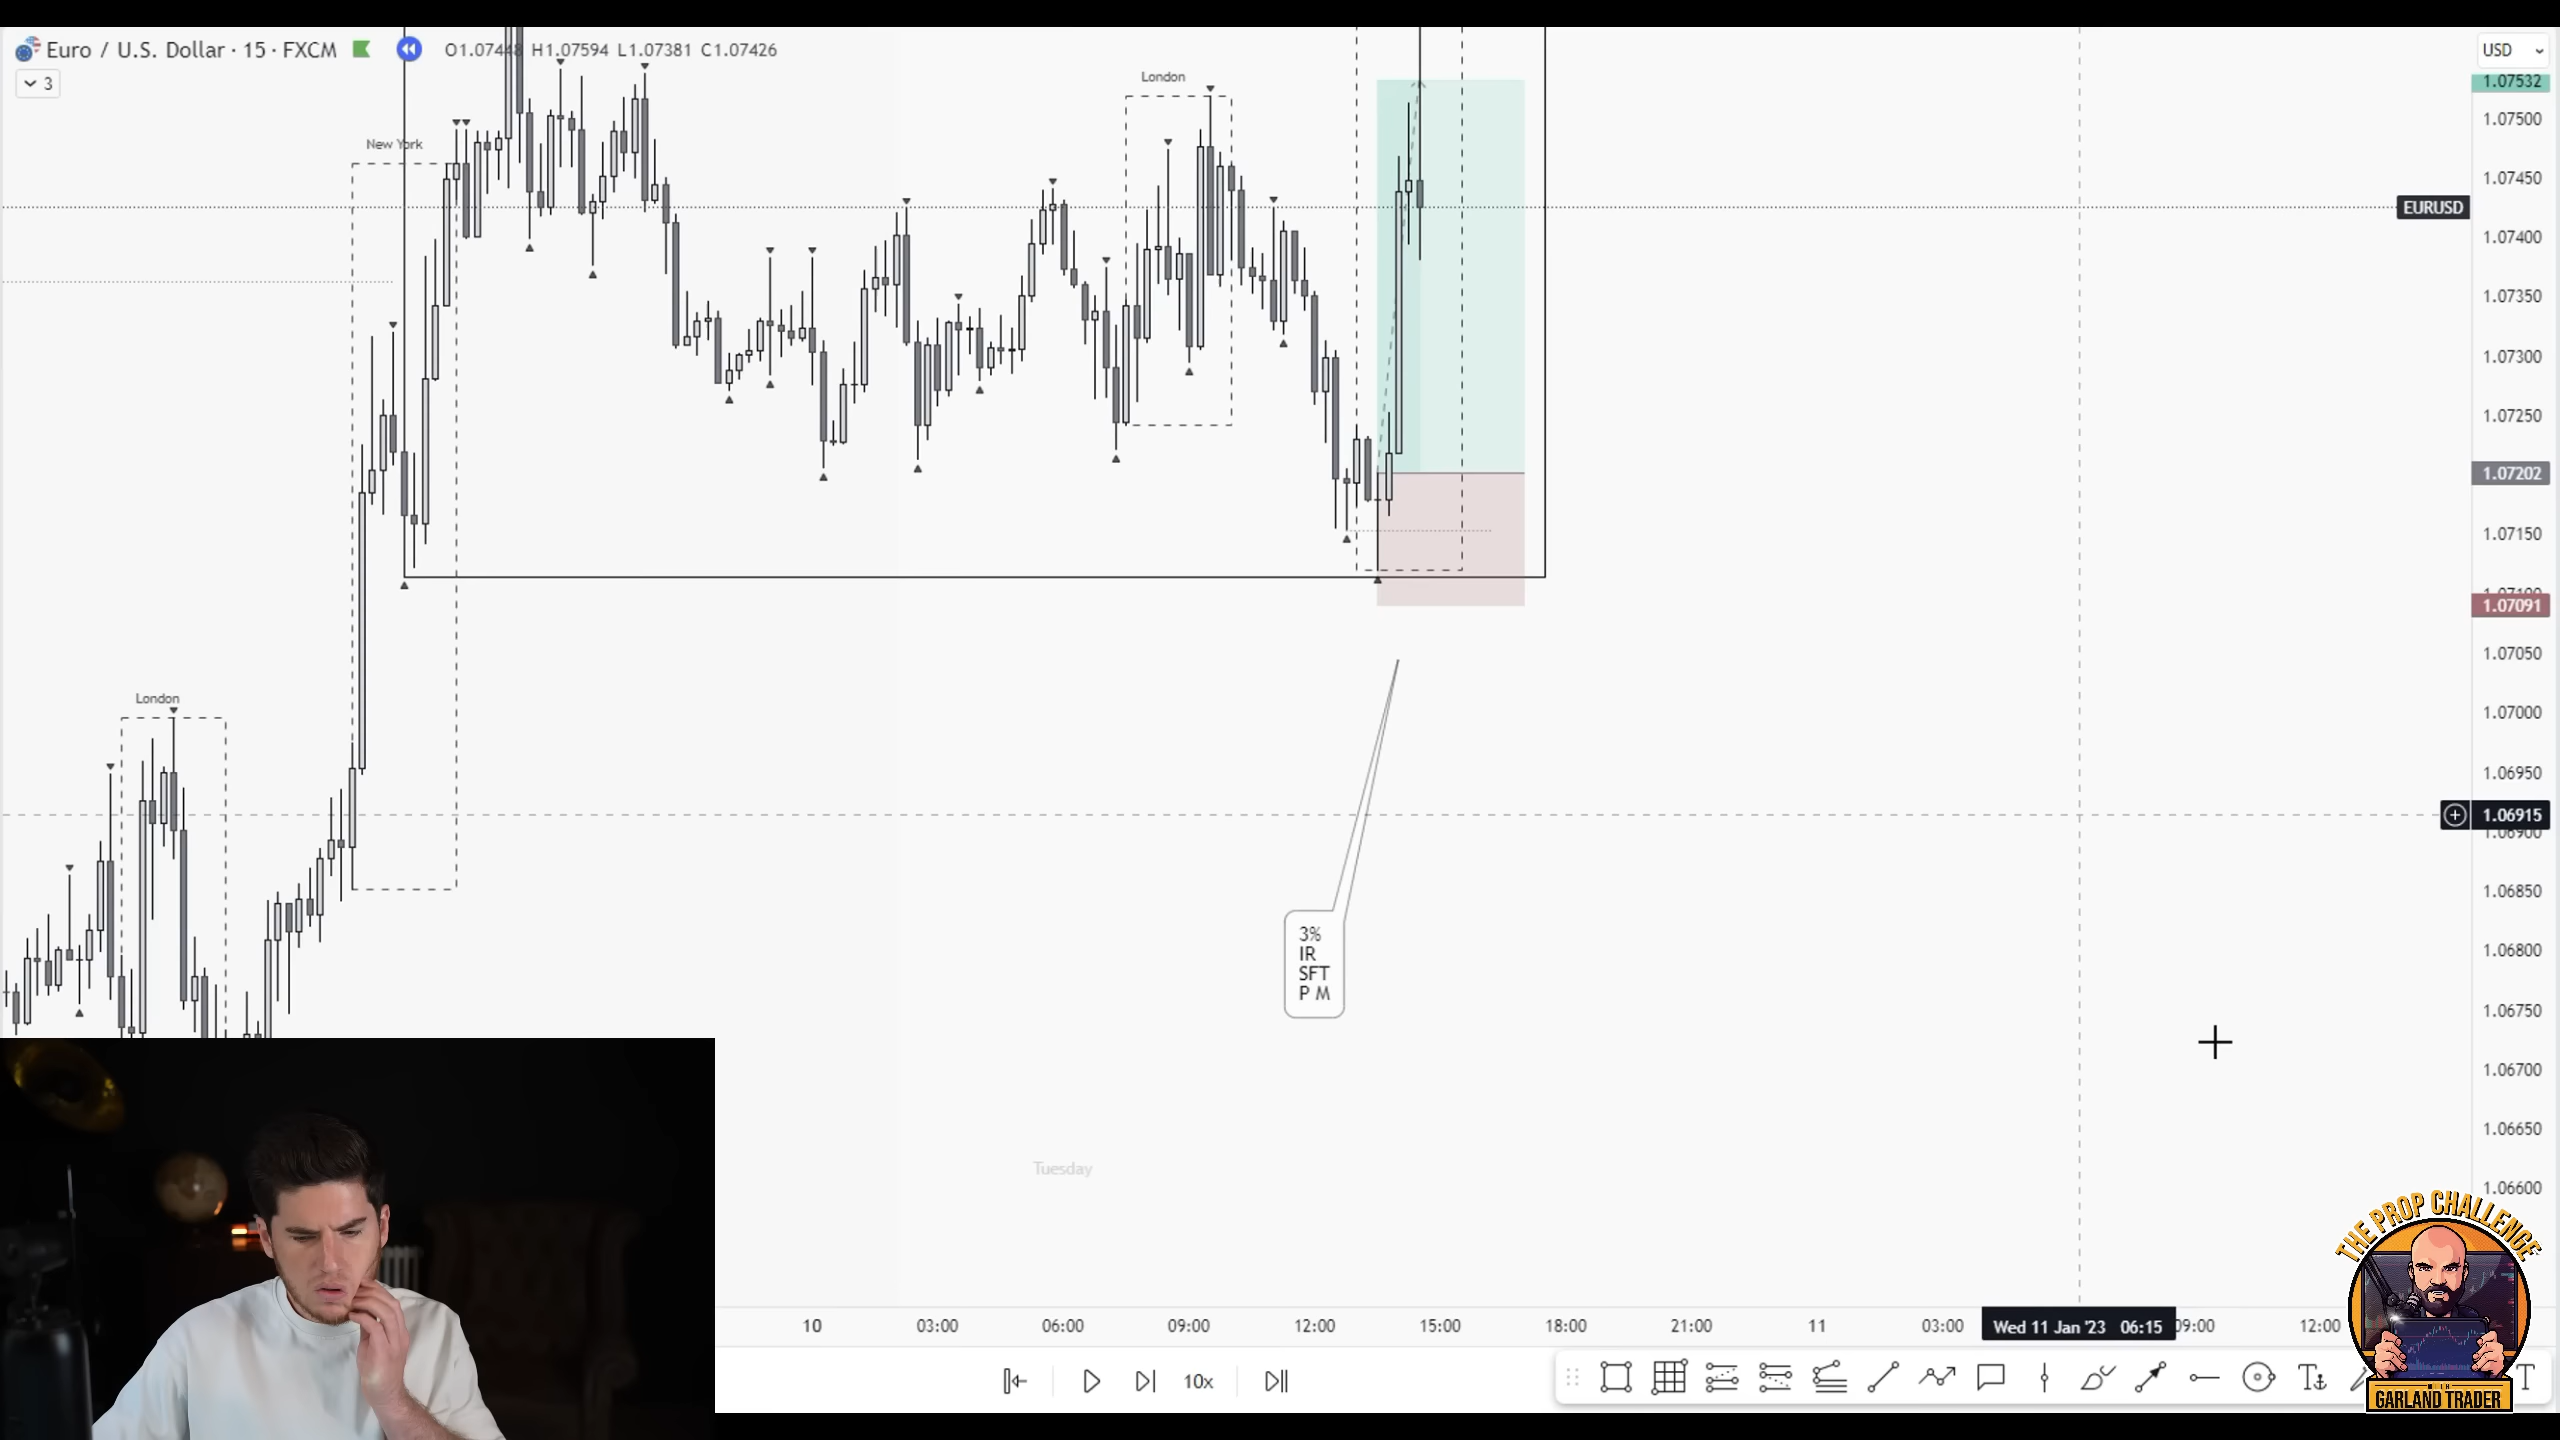 Euro / U.S. Dollar · 15 · FXCM
O1.07448 H1.07594 L1.07381 C1.07426
3
USD
1.07532
1.07500
1.07450
EURUSD
1.07400
1.07350
1.07300
1.07250
1.07202
1.07150
1.07091
1.07050
1.07000
1.06950
1.06915
1.06900
1.06850
1.06800
1.06750
1.06700
1.06650
1.06600
New York
London
London
3%
IR
SFT
P M
Tuesday
10
03:00
06:00
09:00
12:00
15:00
18:00
21:00
11
03:00
Wed 11 Jan '23 06:15
09:00
12:00
10x
T
THE PROP CHALLENGE
WITH
GARLAND TRADER